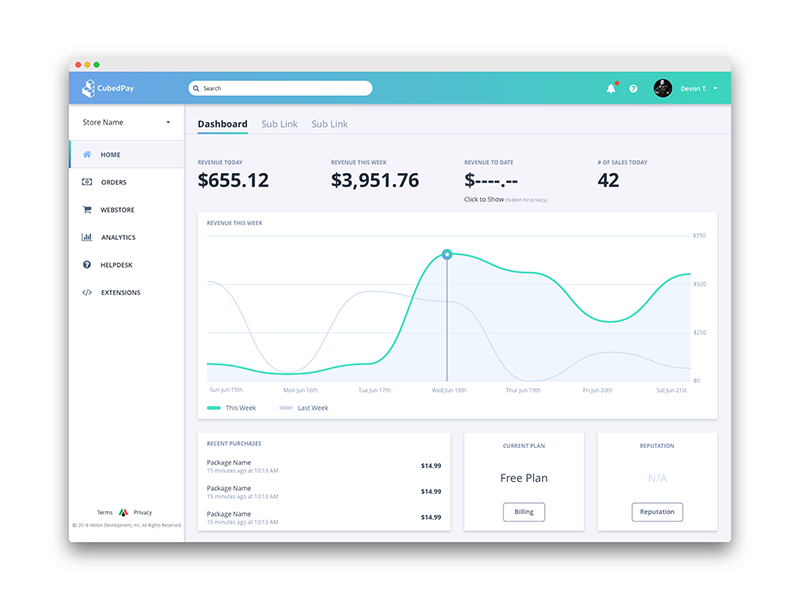 CubedPay
Search
Devon T.
Store Name
Dashboard Sub Link Sub Link
HOME
ORDERS
WEBSTORE
ANALYTICS
HELPDESK
EXTENSIONS
REVENUE TODAY
$655.12
REVENUE THIS WEEK
$3,951.76
REVENUE TO DATE
$----.--
Click to Show (hidden for privacy)
# OF SALES TODAY
42
REVENUE THIS WEEK
$750
$500
$250
$0
Sun Jun 15th Mon Jun 16th Tue Jun 17th Wed Jun 18th Thur Jun 19th Fri Jun 20th Sat Jun 21st
This Week Last Week
RECENT PURCHASES
Package Name
15 minutes ago at 10:13 AM
$14.99
Package Name
15 minutes ago at 10:13 AM
$14.99
Package Name
15 minutes ago at 10:13 AM
$14.99
CURRENT PLAN
Free Plan
Billing
REPUTATION
N/A
Reputation
Terms Privacy
© 2018 Millon Development, Inc. All Rights Reserved